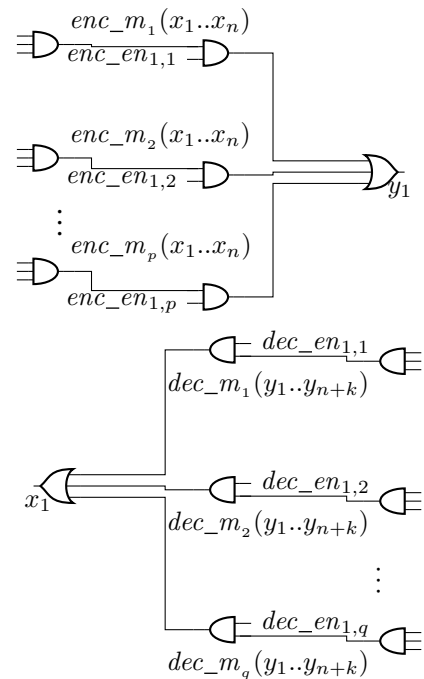 enc_m₁(x₁..xₙ)
enc_en₁,₁
enc_m₂(x₁..xₙ)
enc_en₁,₂
y₁
⋮
enc_mₚ(x₁..xₙ)
enc_en₁,ₚ
dec_en₁,₁
dec_m₁(y₁..yₙ₊ₖ)
x₁
dec_en₁,₂
dec_m₂(y₁..yₙ₊ₖ)
⋮
dec_en₁,q
dec_m_q(y₁..yₙ₊ₖ)